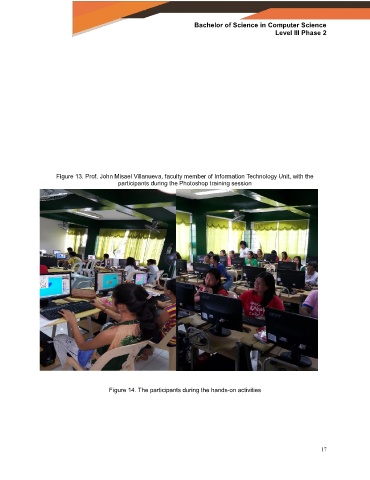 Bachelor of Science in Computer Science
Level III Phase 2
Figure 13. Prof. John Misael Villanueva, faculty member of Information Technology Unit, with the
participants during the Photoshop training session
Figure 14. The participants during the hands-on activities
17